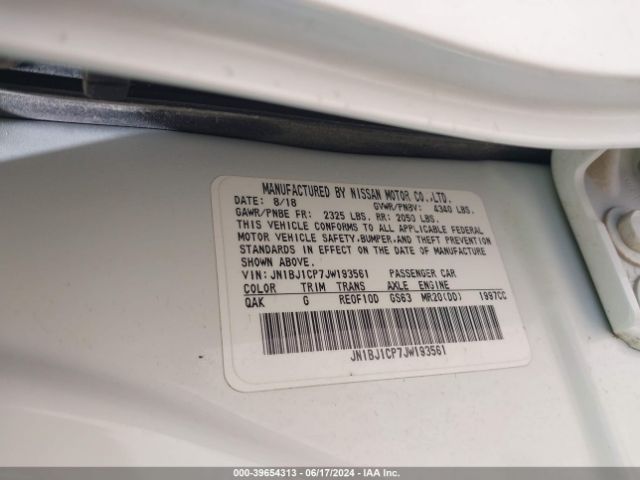 MANUFACTURED BY NISSAN MOTOR CO.,LTD.
DATE: 8/18 GVWR/PNBV: 4340 LBS.
GAWR/PNBE FR: 2325 LBS. RR: 2050 LBS.
THIS VEHICLE CONFORMS TO ALL APPLICABLE FEDERAL
MOTOR VEHICLE SAFETY,BUMPER,AND THEFT PREVENTION
STANDARDS IN EFFECT ON THE DATE OF MANUFACTURE
SHOWN ABOVE.
VIN: JN1BJ1CP7JW193561 PASSENGER CAR
COLOR TRIM TRANS AXLE ENGINE
QAK G RE0F10D GS63 MR20(DD) 1997CC
JN1BJ1CP7JW193561
000-39654313 - 06/17/2024 - IAAI.com